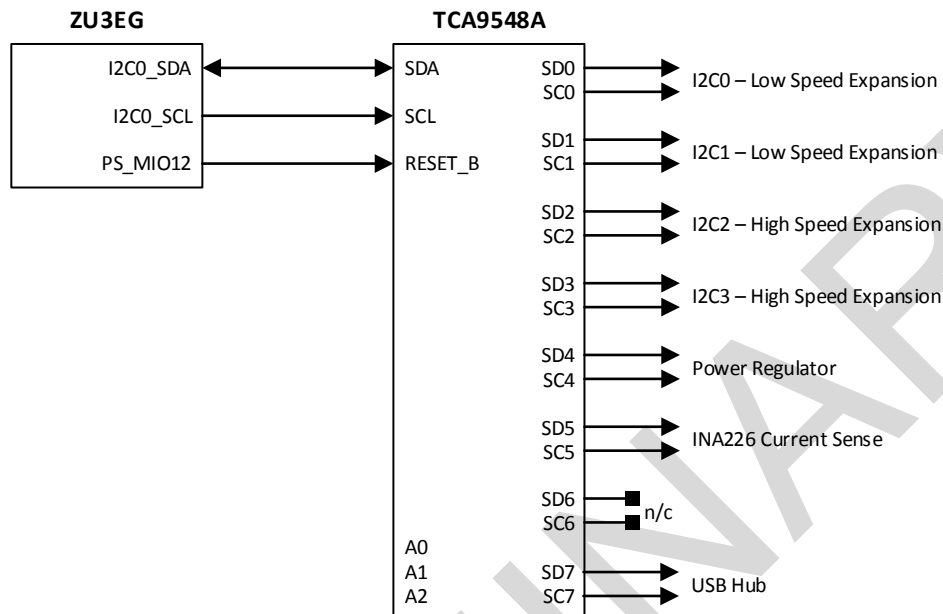 ZU3EG
TCA9548A
I2C0_SDA
SDA
SD0
SC0
I2C0 – Low Speed Expansion
I2C0_SCL
SCL
PS_MIO12
RESET_B
SD1
SC1
I2C1 – Low Speed Expansion
SD2
SC2
I2C2 – High Speed Expansion
SD3
SC3
I2C3 – High Speed Expansion
SD4
SC4
Power Regulator
SD5
SC5
INA226 Current Sense
SD6
SC6
n/c
A0
A1
A2
SD7
SC7
USB Hub